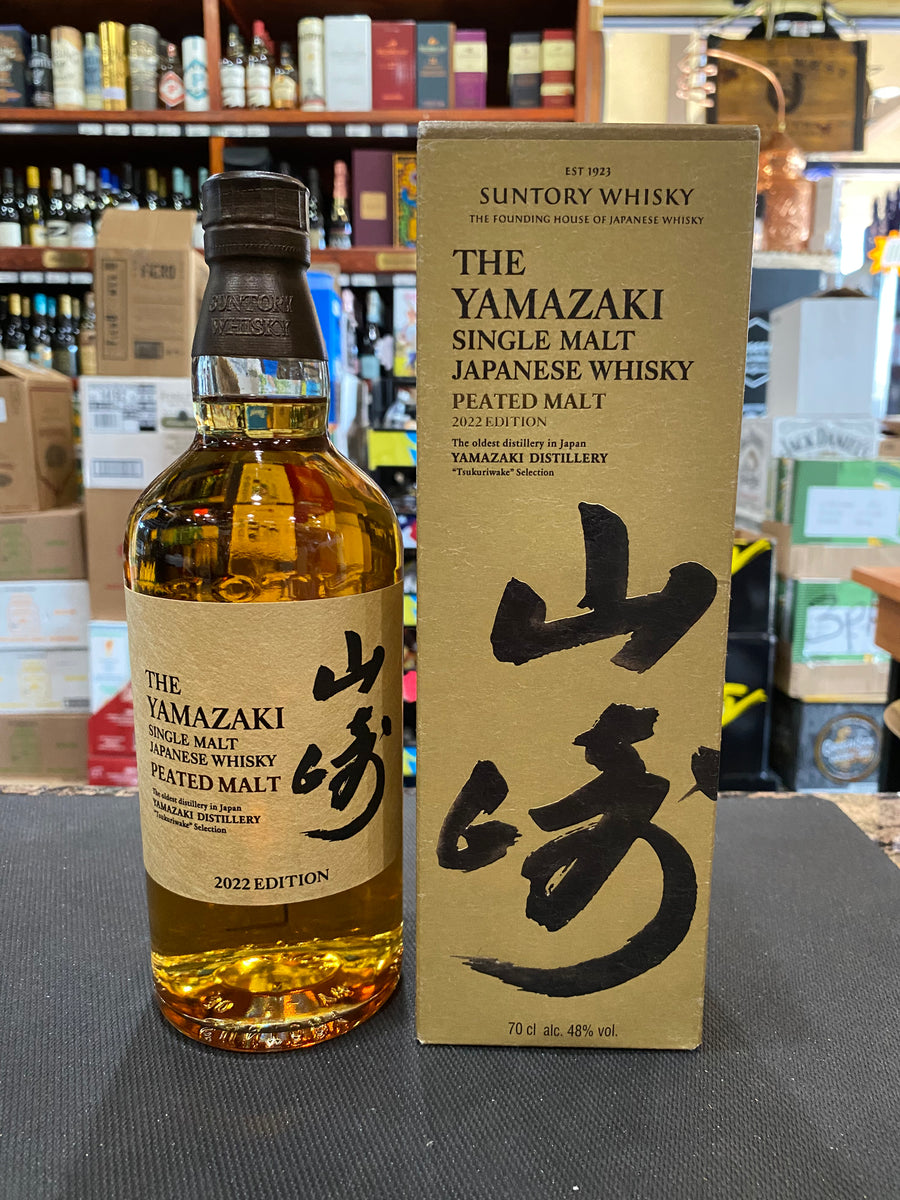 SUNTORY
WHISKY
THE
YAMAZAKI
SINGLE MALT
JAPANESE WHISKY
PEATED MALT
The oldest distillery in Japan
YAMAZAKI DISTILLERY
"Tsukuriwake" Selection
山崎
2022 EDITION
EST 1923
SUNTORY WHISKY
THE FOUNDING HOUSE OF JAPANESE WHISKY
THE
YAMAZAKI
SINGLE MALT
JAPANESE WHISKY
PEATED MALT
2022 EDITION
The oldest distillery in Japan
YAMAZAKI DISTILLERY
"Tsukuriwake" Selection
山崎
70 cl alc. 48% vol.
JACK DANIEL'S